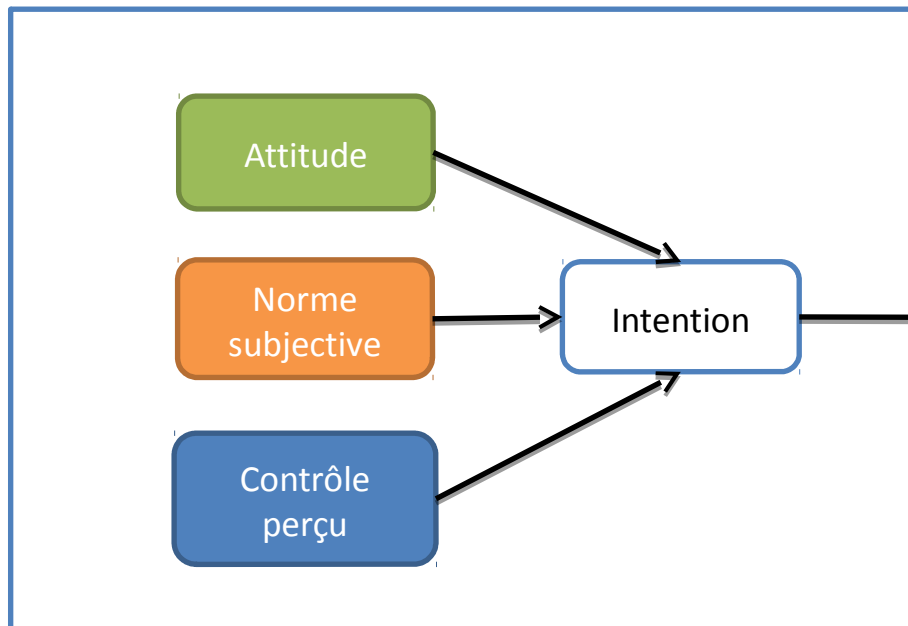 Attitude
Norme
subjective
Intention
Contrôle
perçu